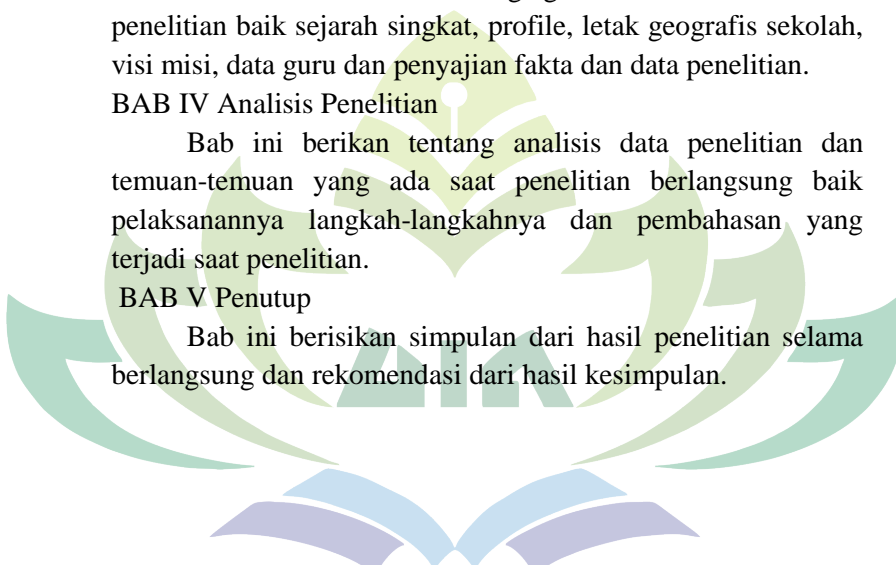 penelitian baik sejarah singkat, profile, letak geografis sekolah,
visi misi, data guru dan penyajian fakta dan data penelitian.
BAB IV Analisis Penelitian
Bab ini berikan tentang analisis data penelitian dan
temuan-temuan yang ada saat penelitian berlangsung baik
pelaksanannya langkah-langkahnya dan pembahasan yang
terjadi saat penelitian.
BAB V Penutup
Bab ini berisikan simpulan dari hasil penelitian selama
berlangsung dan rekomendasi dari hasil kesimpulan.